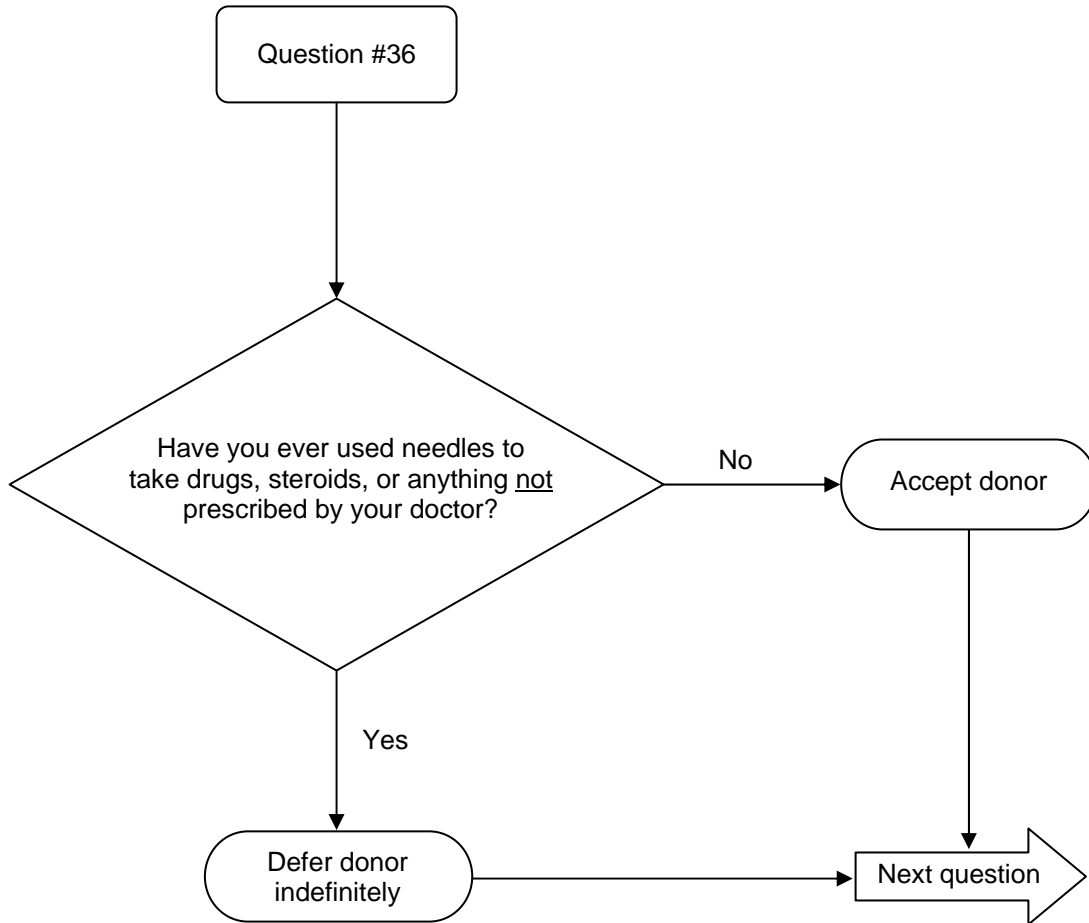 Question #36
Have you ever used needles to
take drugs, steroids, or anything not
prescribed by your doctor?
No
Accept donor
Yes
Defer donor
indefinitely
Next question